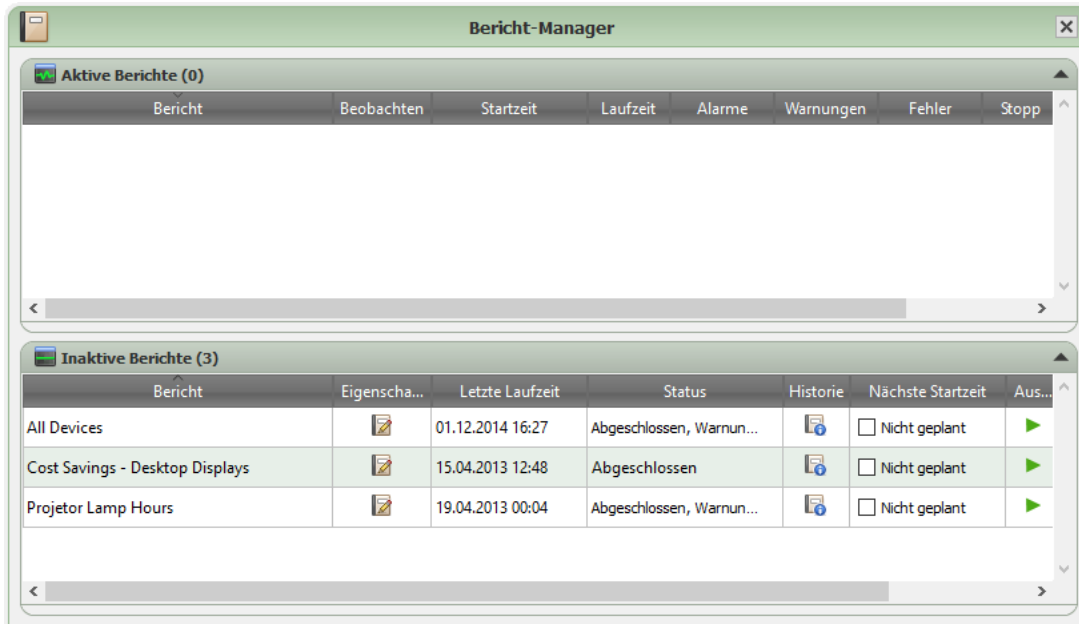 Bericht-Manager
Aktive Berichte (0)
Bericht Beobachten Startzeit Laufzeit Alarme Warnungen Fehler Stopp
Inaktive Berichte (3)
Bericht Eigenscha... Letzte Laufzeit Status Historie Nächste Startzeit Aus...
All Devices 01.12.2014 16:27 Abgeschlossen, Warnun... Nicht geplant
Cost Savings - Desktop Displays 15.04.2013 12:48 Abgeschlossen Nicht geplant
Projetor Lamp Hours 19.04.2013 00:04 Abgeschlossen, Warnun... Nicht geplant